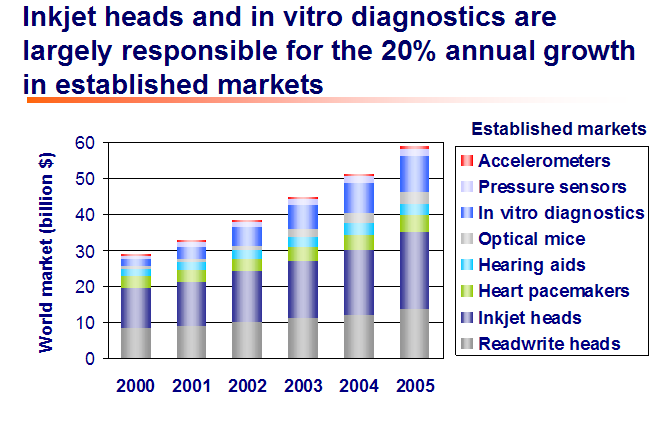 Inkjet heads and in vitro diagnostics are
largely responsible for the 20% annual growth
in established markets
Established markets
Accelerometers
Pressure sensors
In vitro diagnostics
Optical mice
Hearing aids
Heart pacemakers
Inkjet heads
Readwrite heads
World market (billion $)
60
50
40
30
20
10
0
2000 2001 2002 2003 2004 2005